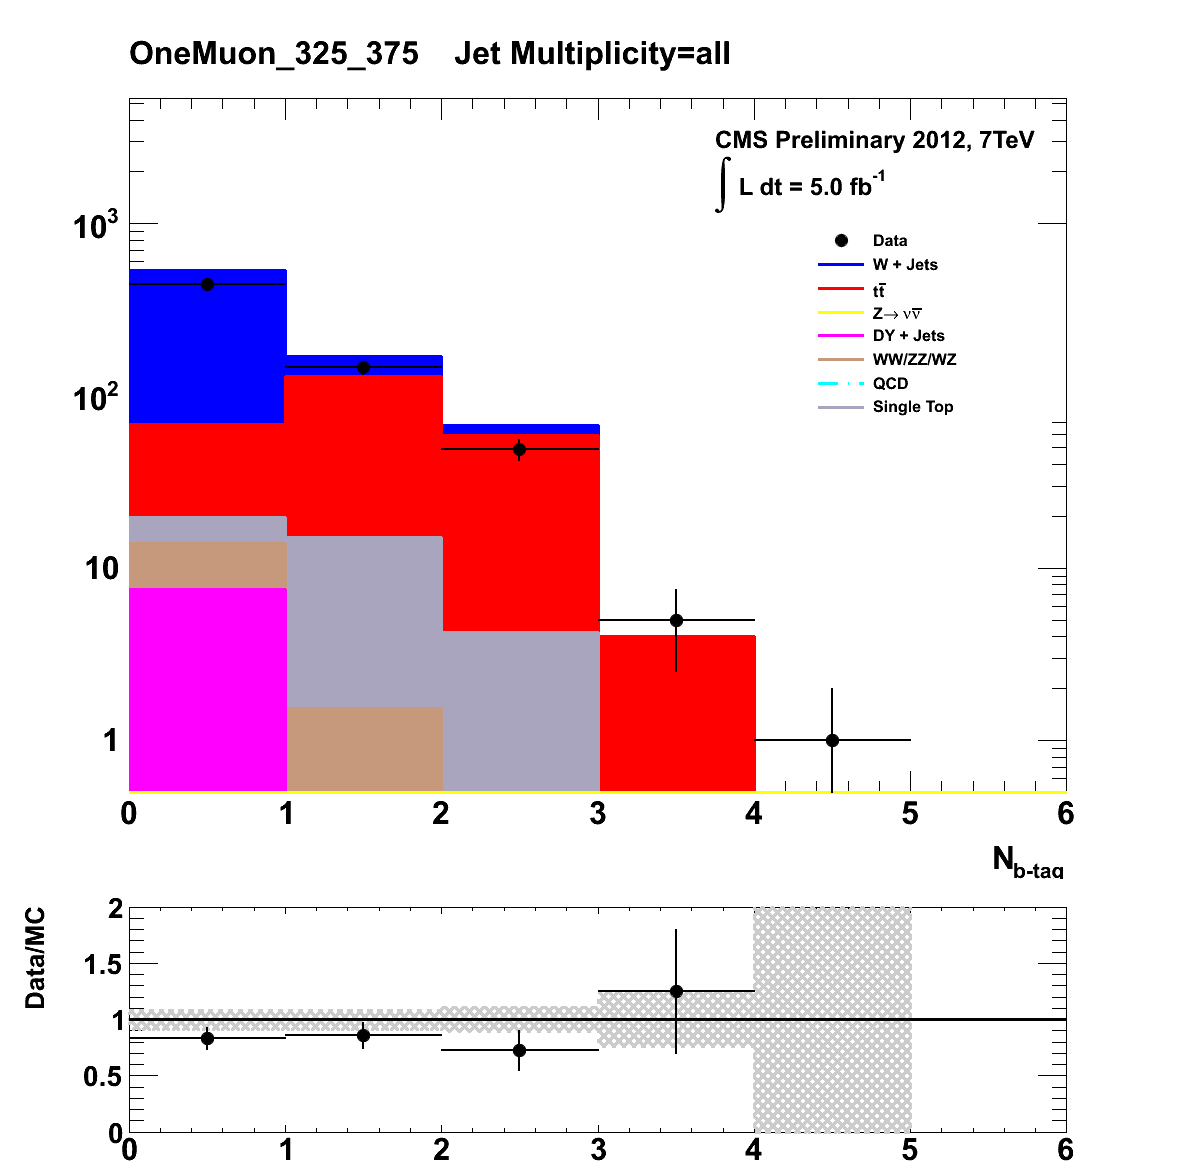 OneMuon_325_375 Jet Multiplicity=all
CMS Preliminary 2012, 7TeV
∫ L dt = 5.0 fb⁻¹
Data
W + Jets
tt̅
Z→ νν̅
DY + Jets
WW/ZZ/WZ
QCD
Single Top
10³
10²
10
1
0 1 2 3 4 5 6
N_b-tag
Data/MC
2
1.5
1
0.5
0
0 1 2 3 4 5 6